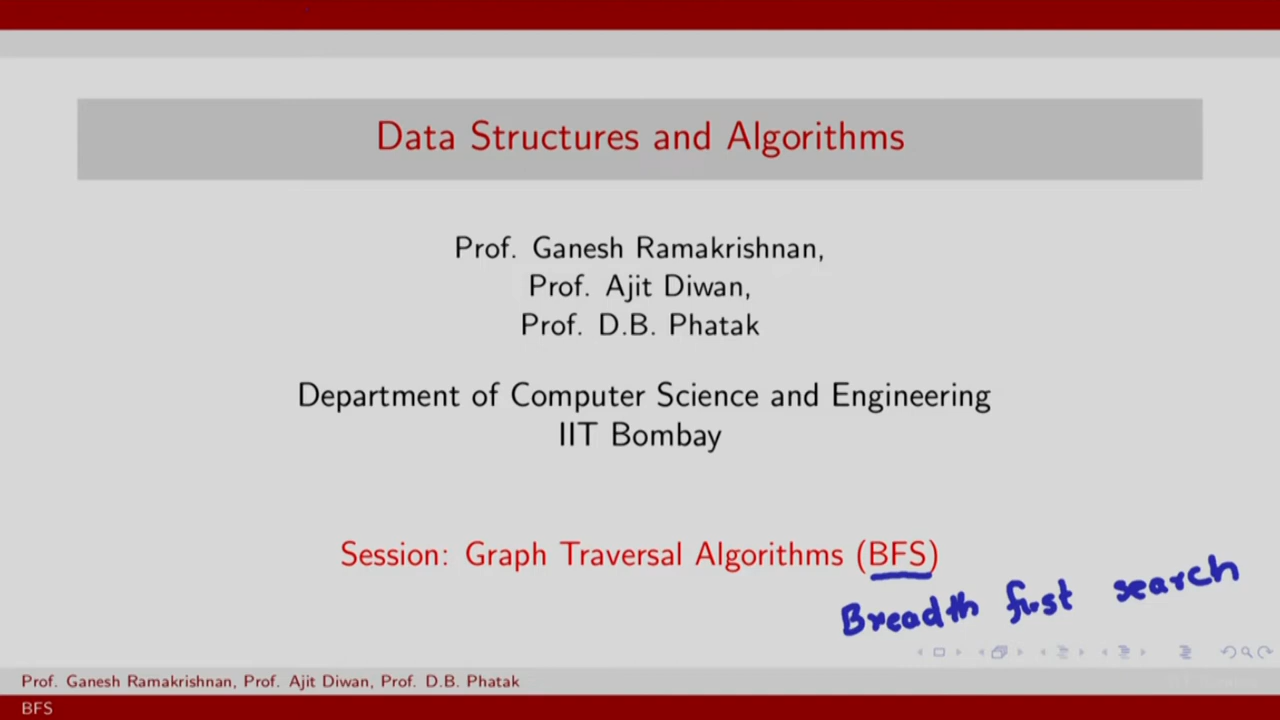 Data Structures and Algorithms
Prof. Ganesh Ramakrishnan,
Prof. Ajit Diwan,
Prof. D.B. Phatak
Department of Computer Science and Engineering
IIT Bombay
Session: Graph Traversal Algorithms (BFS)
Breadth first search
Prof. Ganesh Ramakrishnan, Prof. Ajit Diwan, Prof. D.B. Phatak
BFS